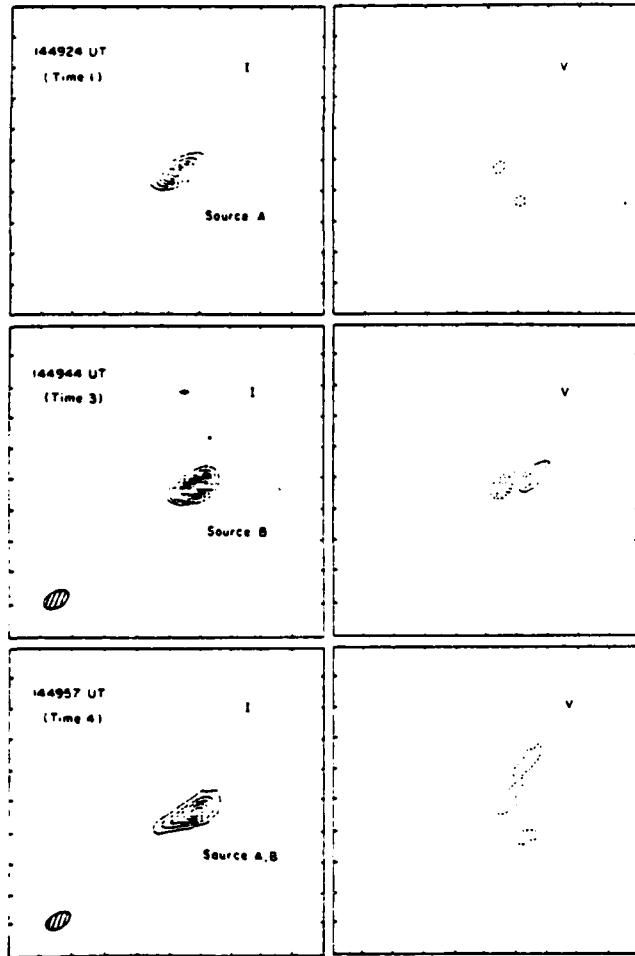 144924 UT
(Time 1)
I
V
Source A
144944 UT
(Time 3)
I
V
Source B
144957 UT
(Time 4)
I
V
Source A,B